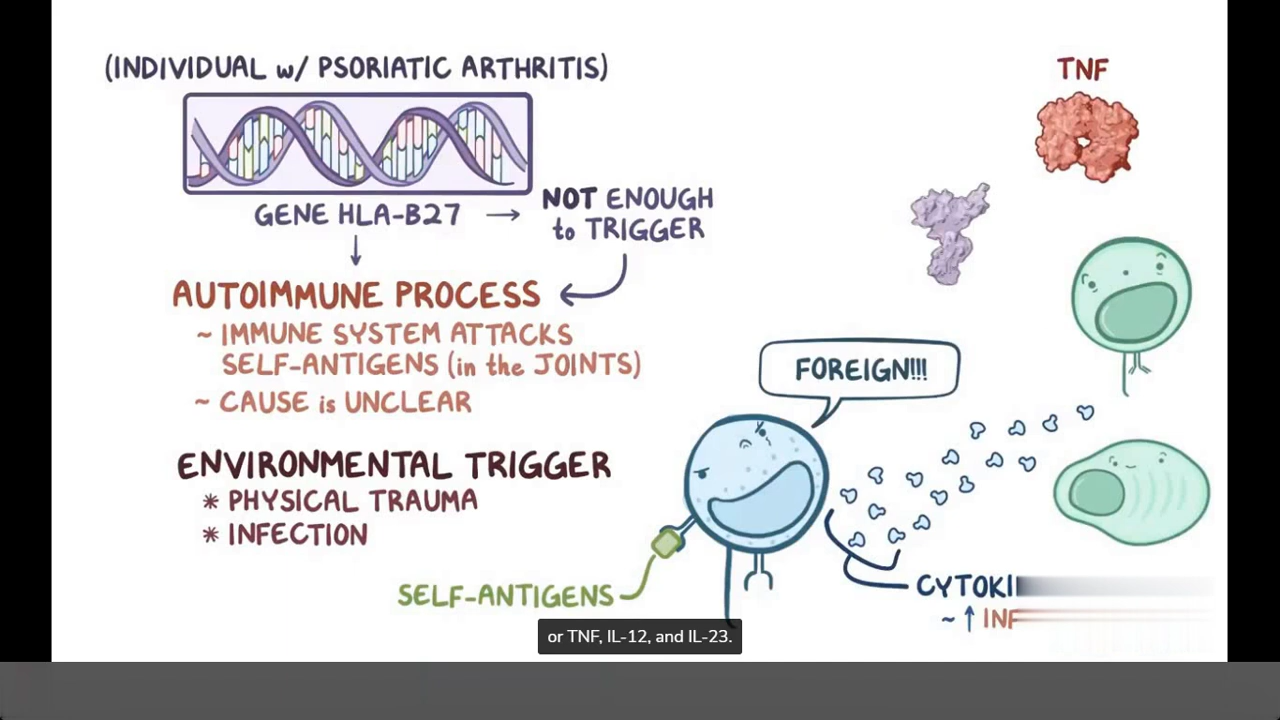 (INDIVIDUAL w/ PSORIATIC ARTHRITIS)
TNF
GENE HLA-B27 →
NOT ENOUGH
to TRIGGER
AUTOIMMUNE PROCESS
~ IMMUNE SYSTEM ATTACKS
SELF-ANTIGENS (in the JOINTS)
~ CAUSE is UNCLEAR
FOREIGN!!!
ENVIRONMENTAL TRIGGER
* PHYSICAL TRAUMA
* INFECTION
SELF-ANTIGENS
CYTOKI
~ ↑ INF
or TNF, IL-12, and IL-23.